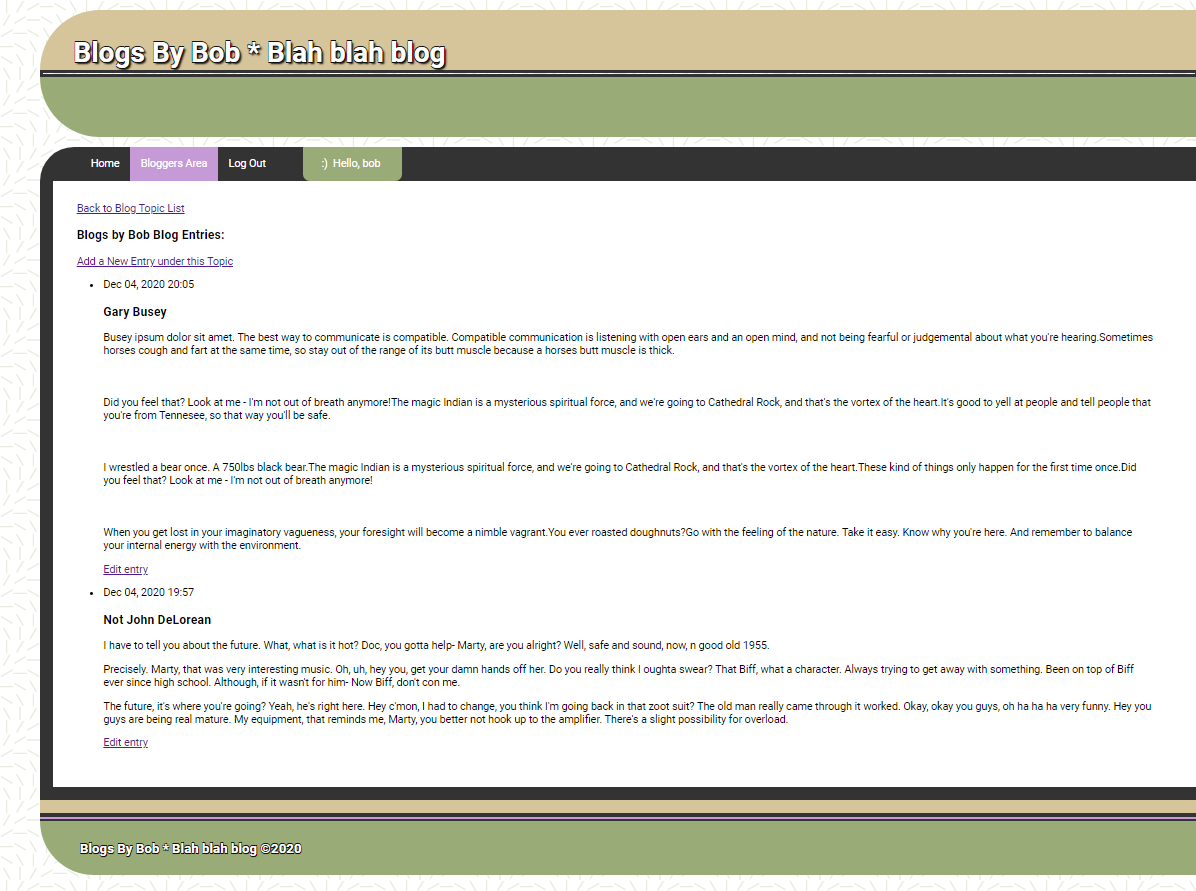 Blogs By Bob * Blah blah blog
Home Bloggers Area Log Out :) Hello, bob
Back to Blog Topic List
Blogs by Bob Blog Entries:
Add a New Entry under this Topic
Dec 04, 2020 20:05
Gary Busey
Busey ipsum dolor sit amet. The best way to communicate is compatible. Compatible communication is listening with open ears and an open mind, and not being fearful or judgemental about what you're hearing.Sometimes
horses cough and fart at the same time, so stay out of the range of its butt muscle because a horses butt muscle is thick.
Did you feel that? Look at me - I'm not out of breath anymore!The magic Indian is a mysterious spiritual force, and we're going to Cathedral Rock, and that's the vortex of the heart.It's good to yell at people and tell people that
you're from Tennesee, so that way you'll be safe.
I wrestled a bear once. A 750lbs black bear.The magic Indian is a mysterious spiritual force, and we're going to Cathedral Rock, and that's the vortex of the heart.These kind of things only happen for the first time once.Did
you feel that? Look at me - I'm not out of breath anymore!
When you get lost in your imaginatory vagueness, your foresight will become a nimble vagrant.You ever roasted doughnuts?Go with the feeling of the nature. Take it easy. Know why you're here. And remember to balance
your internal energy with the environment.
Edit entry
Dec 04, 2020 19:57
Not John DeLorean
I have to tell you about the future. What, what is it hot? Doc, you gotta help- Marty, are you alright? Well, safe and sound, now, n good old 1955.
Precisely. Marty, that was very interesting music. Oh, uh, hey you, get your damn hands off her. Do you really think I oughta swear? That Biff, what a character. Always trying to get away with something. Been on top of Biff
ever since high school. Although, if it wasn't for him- Now Biff, don't con me.
The future, it's where you're going? Yeah, he's right here. Hey c'mon, I had to change, you think I'm going back in that zoot suit? The old man really came through it worked. Okay, okay you guys, oh ha ha ha very funny. Hey you
guys are being real mature. My equipment, that reminds me, Marty, you better not hook up to the amplifier. There's a slight possibility for overload.
Edit entry
Blogs By Bob * Blah blah blog ©2020